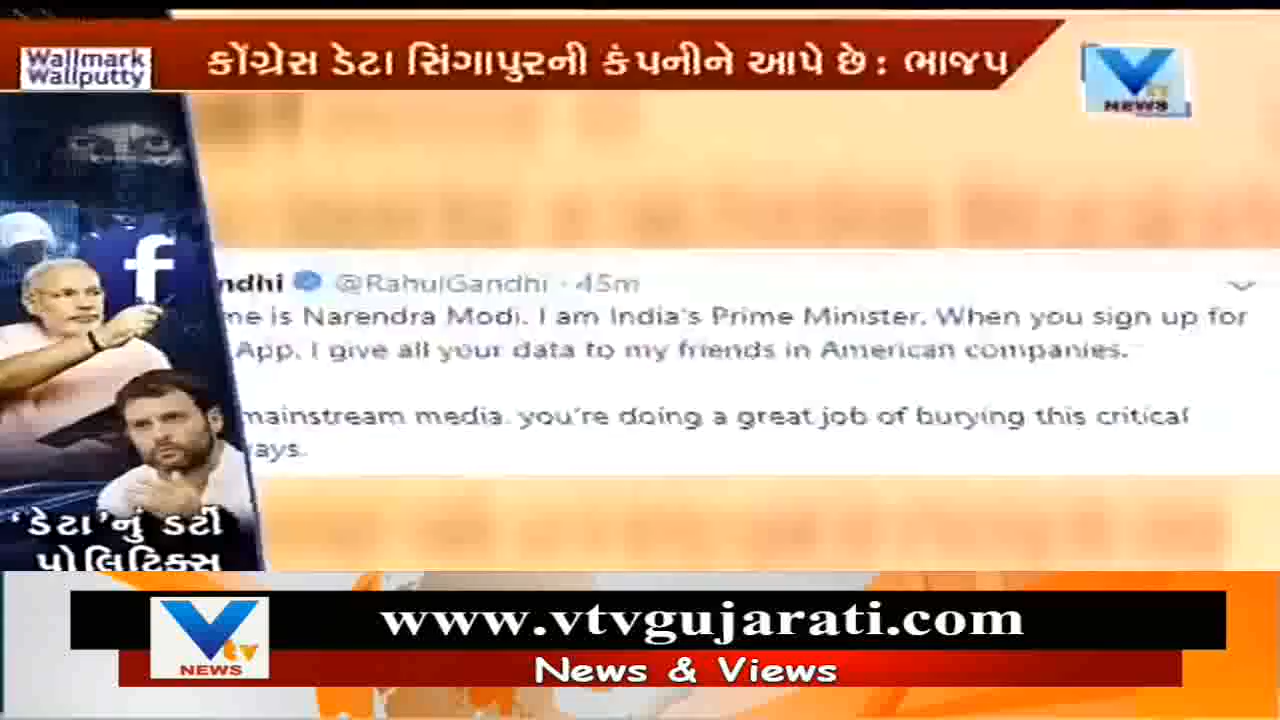 Wallmark
Wallputty
કોંગ્રેસ ડેટા સિંગાપુરની કંપનીને આપે છે : ભાજપ
V tv
NEWS
f
ndhi @RahulGandhi · 45m
me is Narendra Modi. I am India's Prime Minister. When you sign up for
App, I give all your data to my friends in American companies.
mainstream media, you're doing a great job of burying this critical
ays.
'ડેટા'નું ડર્ટી
પોલિટિક્સ
www.vtvgujarati.com
V tv
NEWS
News & Views